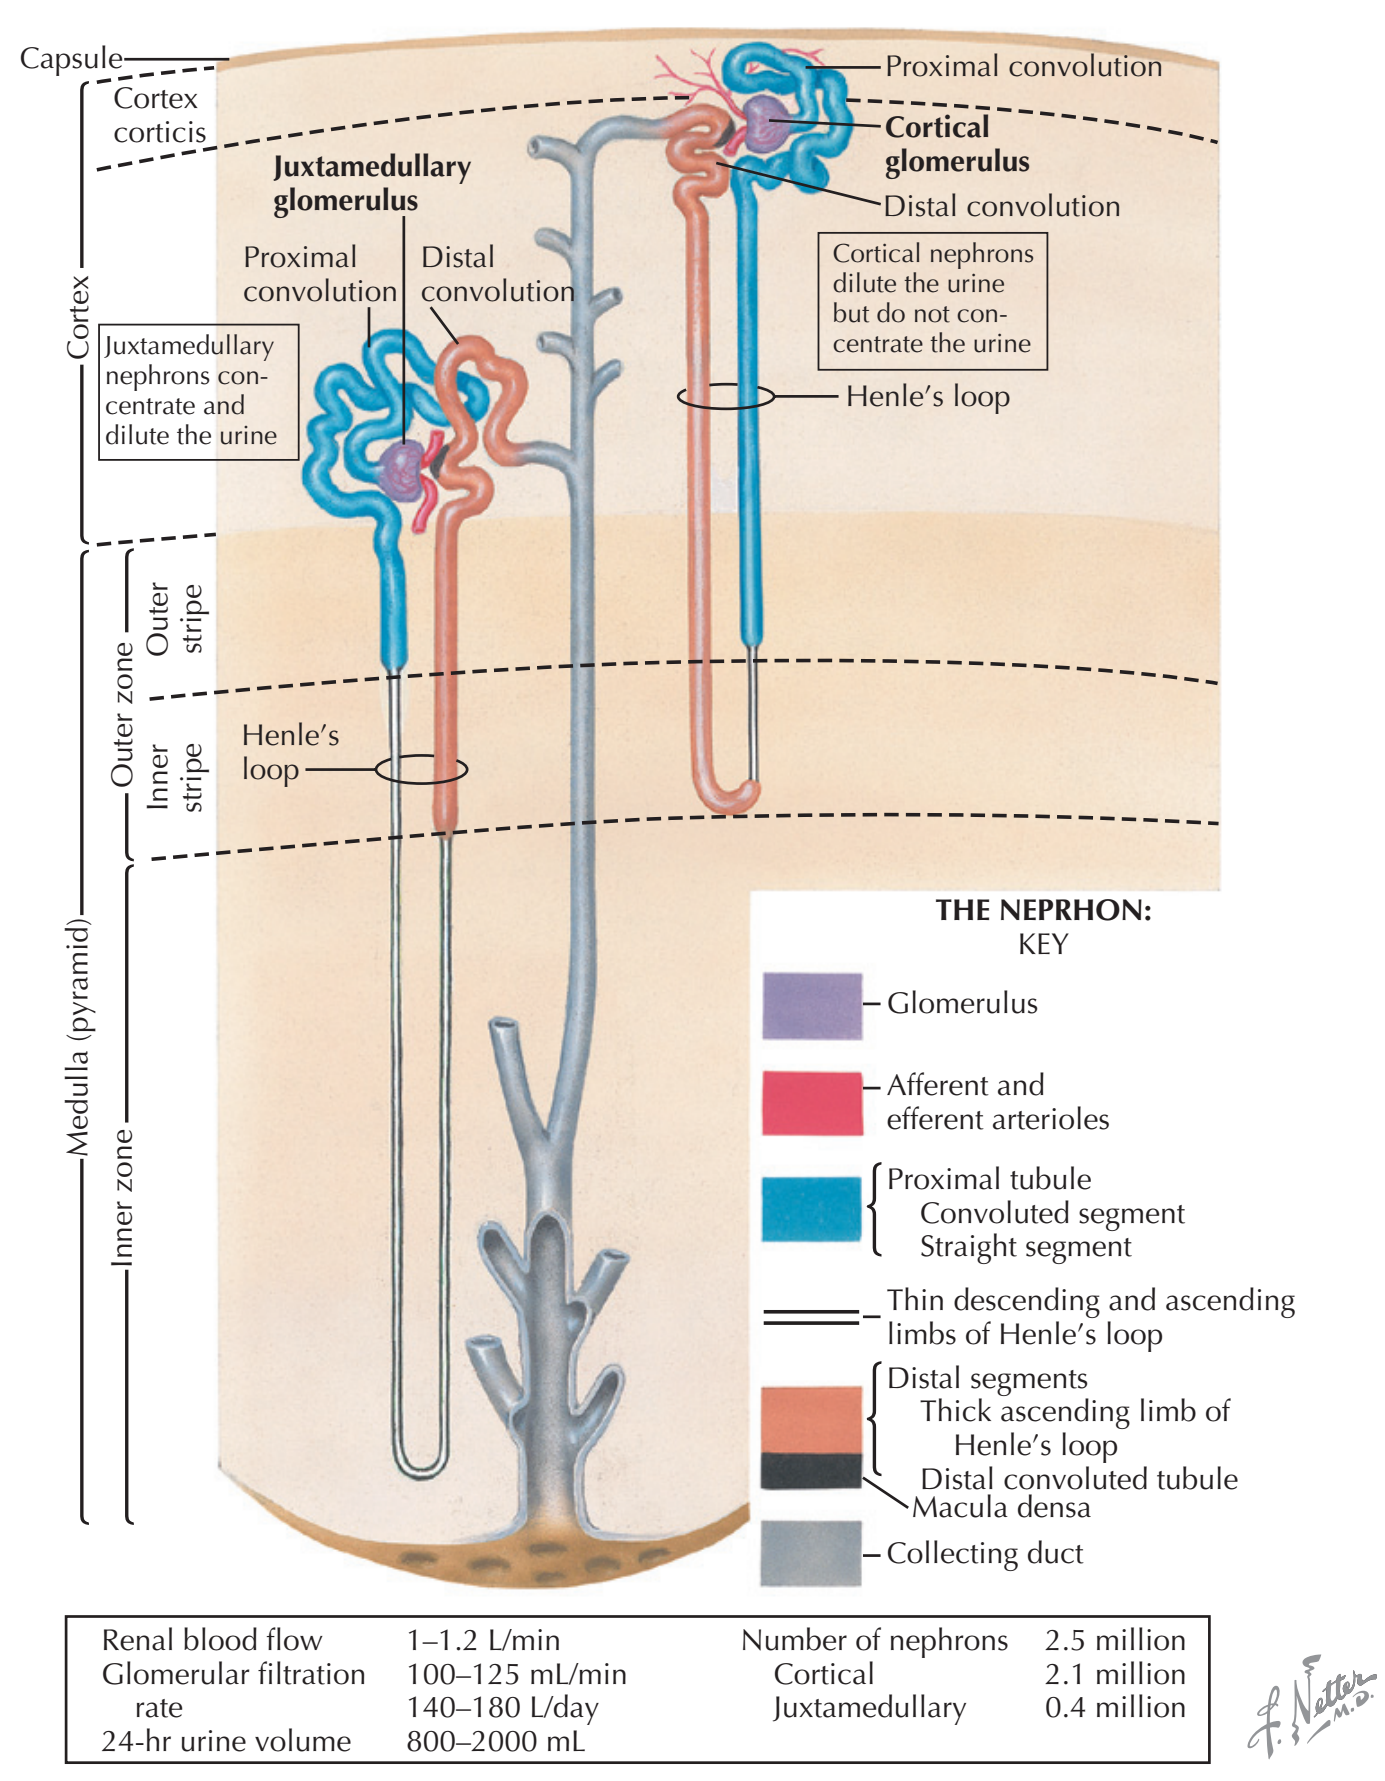 Capsule
Cortex
corticis
Proximal convolution
Cortical
glomerulus
Distal convolution
Juxtamedullary
glomerulus
Proximal
convolution
Distal
convolution
Cortical nephrons
dilute the urine
but do not con-
centrate the urine
Cortex
Juxtamedullary
nephrons con-
centrate and
dilute the urine
Henle's loop
Outer
stripe
Outer zone
Inner
stripe
Henle's
loop
Medulla (pyramid)
Inner zone
THE NEPRHON:
KEY
Glomerulus
Afferent and
efferent arterioles
Proximal tubule
Convoluted segment
Straight segment
Thin descending and ascending
limbs of Henle's loop
Distal segments
Thick ascending limb of
Henle's loop
Distal convoluted tubule
Macula densa
Collecting duct
Renal blood flow 1–1.2 L/min
Glomerular filtration 100–125 mL/min
rate 140–180 L/day
24-hr urine volume 800–2000 mL
Number of nephrons 2.5 million
Cortical 2.1 million
Juxtamedullary 0.4 million
F. Netter
M.D.